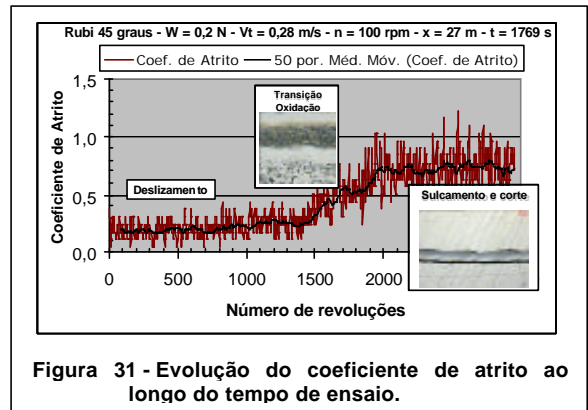 Rubi 45 graus - W = 0,2 N - Vt = 0,28 m/s - n = 100 rpm - x = 27 m - t = 1769 s
Coef. de Atrito
50 por. Méd. Móv. (Coef. de Atrito)
Coeficiente de Atrito
1,5
1,0
0,5
0,0
Transição
Oxidação
Deslizamento
Sulcamento e corte
0
500
1000
1500
2000
Número de revoluções
Figura 31 - Evolução do coeficiente de atrito ao
longo do tempo de ensaio.